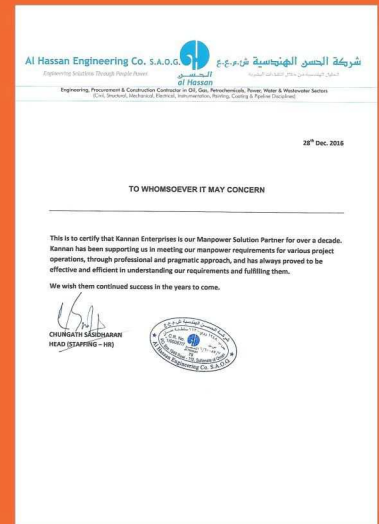 Al Hassan Engineering Co. S.A.O.G.
شركة الحسن الهندسية ش.م.ع.ع
Engineering Solutions Through People Power
الحسن
al Hassan
Engineering, Procurement & Construction Contractor in Oil, Gas, Petrochemicals, Power, Water & Wastewater Sectors
(Civil, Structural, Mechanical, Electrical, Instrumentation, Painting, Coating & Pipeline Disciplines)
28th Dec. 2016
TO WHOMSOEVER IT MAY CONCERN
This is to certify that Kannan Enterprises is our Manpower Solution Partner for over a decade.
Kannan has been supporting us in meeting our manpower requirements for various project
operations, through professional and pragmatic approach, and has always proved to be
effective and efficient in understanding our requirements and fulfilling them.
We wish them continued success in the years to come.
CHUNGATH SASIDHARAN
HEAD (STAFFING – HR)
C.R. No.
Al Hassan Engineering Co. S.A.O.G